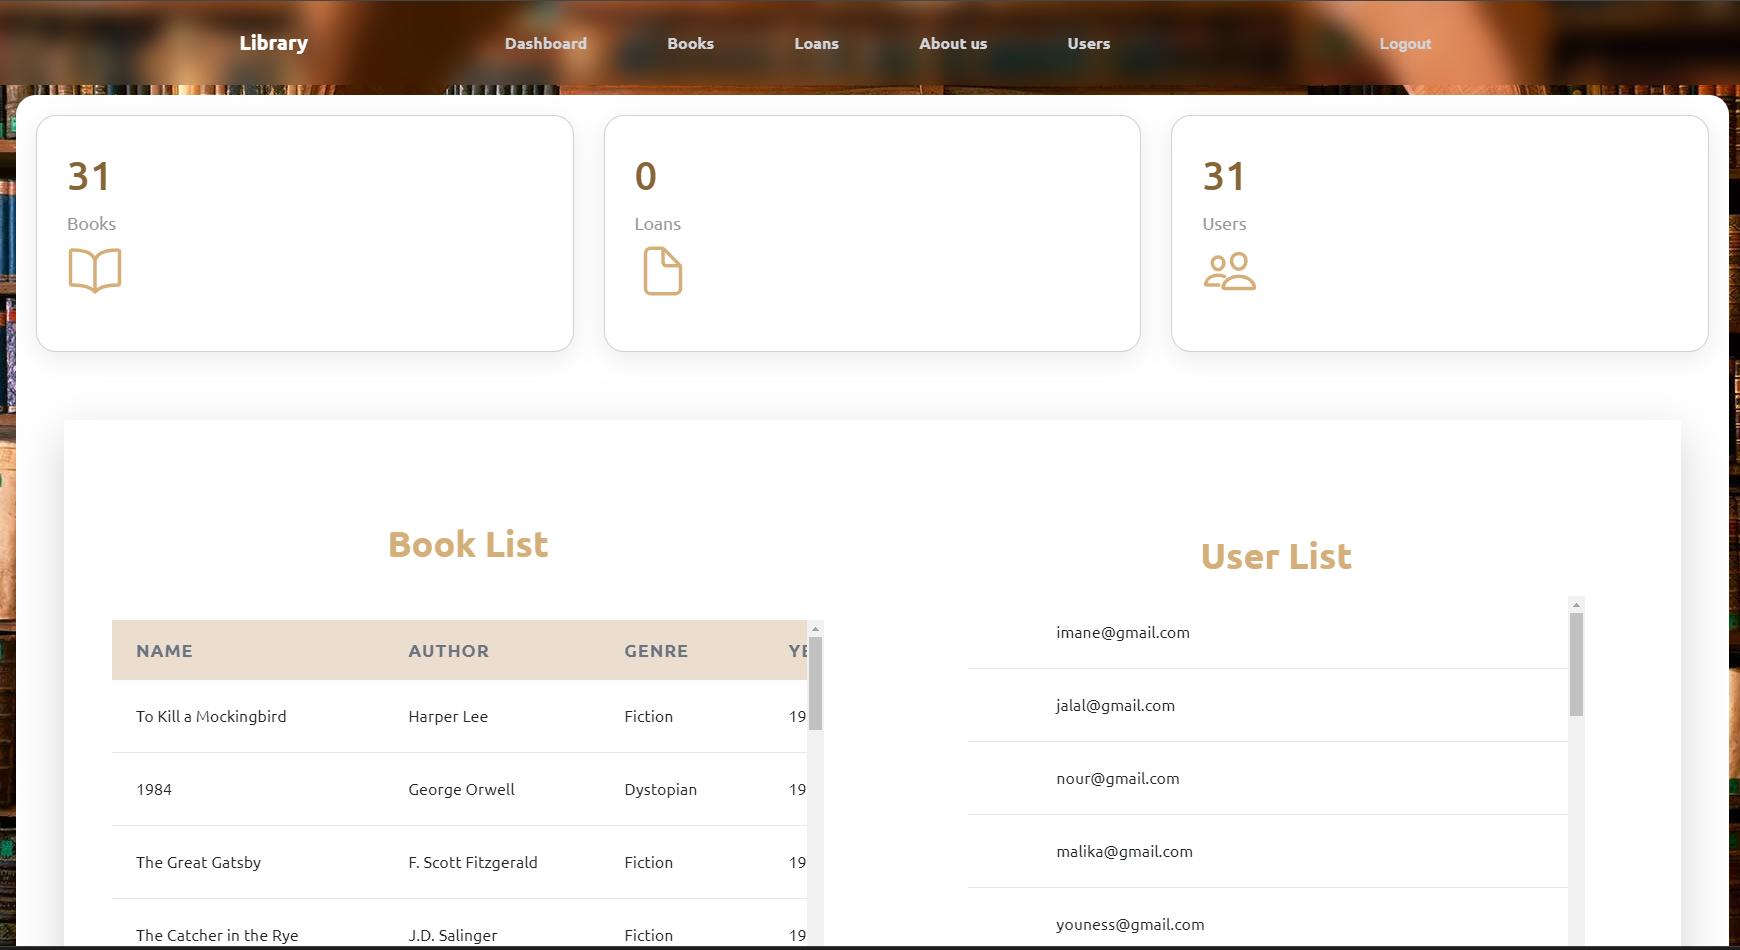 Library Dashboard Books Loans About us Users Logout
31
Books
0
Loans
31
Users
Book List
NAME AUTHOR GENRE
To Kill a Mockingbird Harper Lee Fiction 19
1984 George Orwell Dystopian 19
The Great Gatsby F. Scott Fitzgerald Fiction 19
The Catcher in the Rye J.D. Salinger Fiction 19
User List
imane@gmail.com
jalal@gmail.com
nour@gmail.com
malika@gmail.com
youness@gmail.com